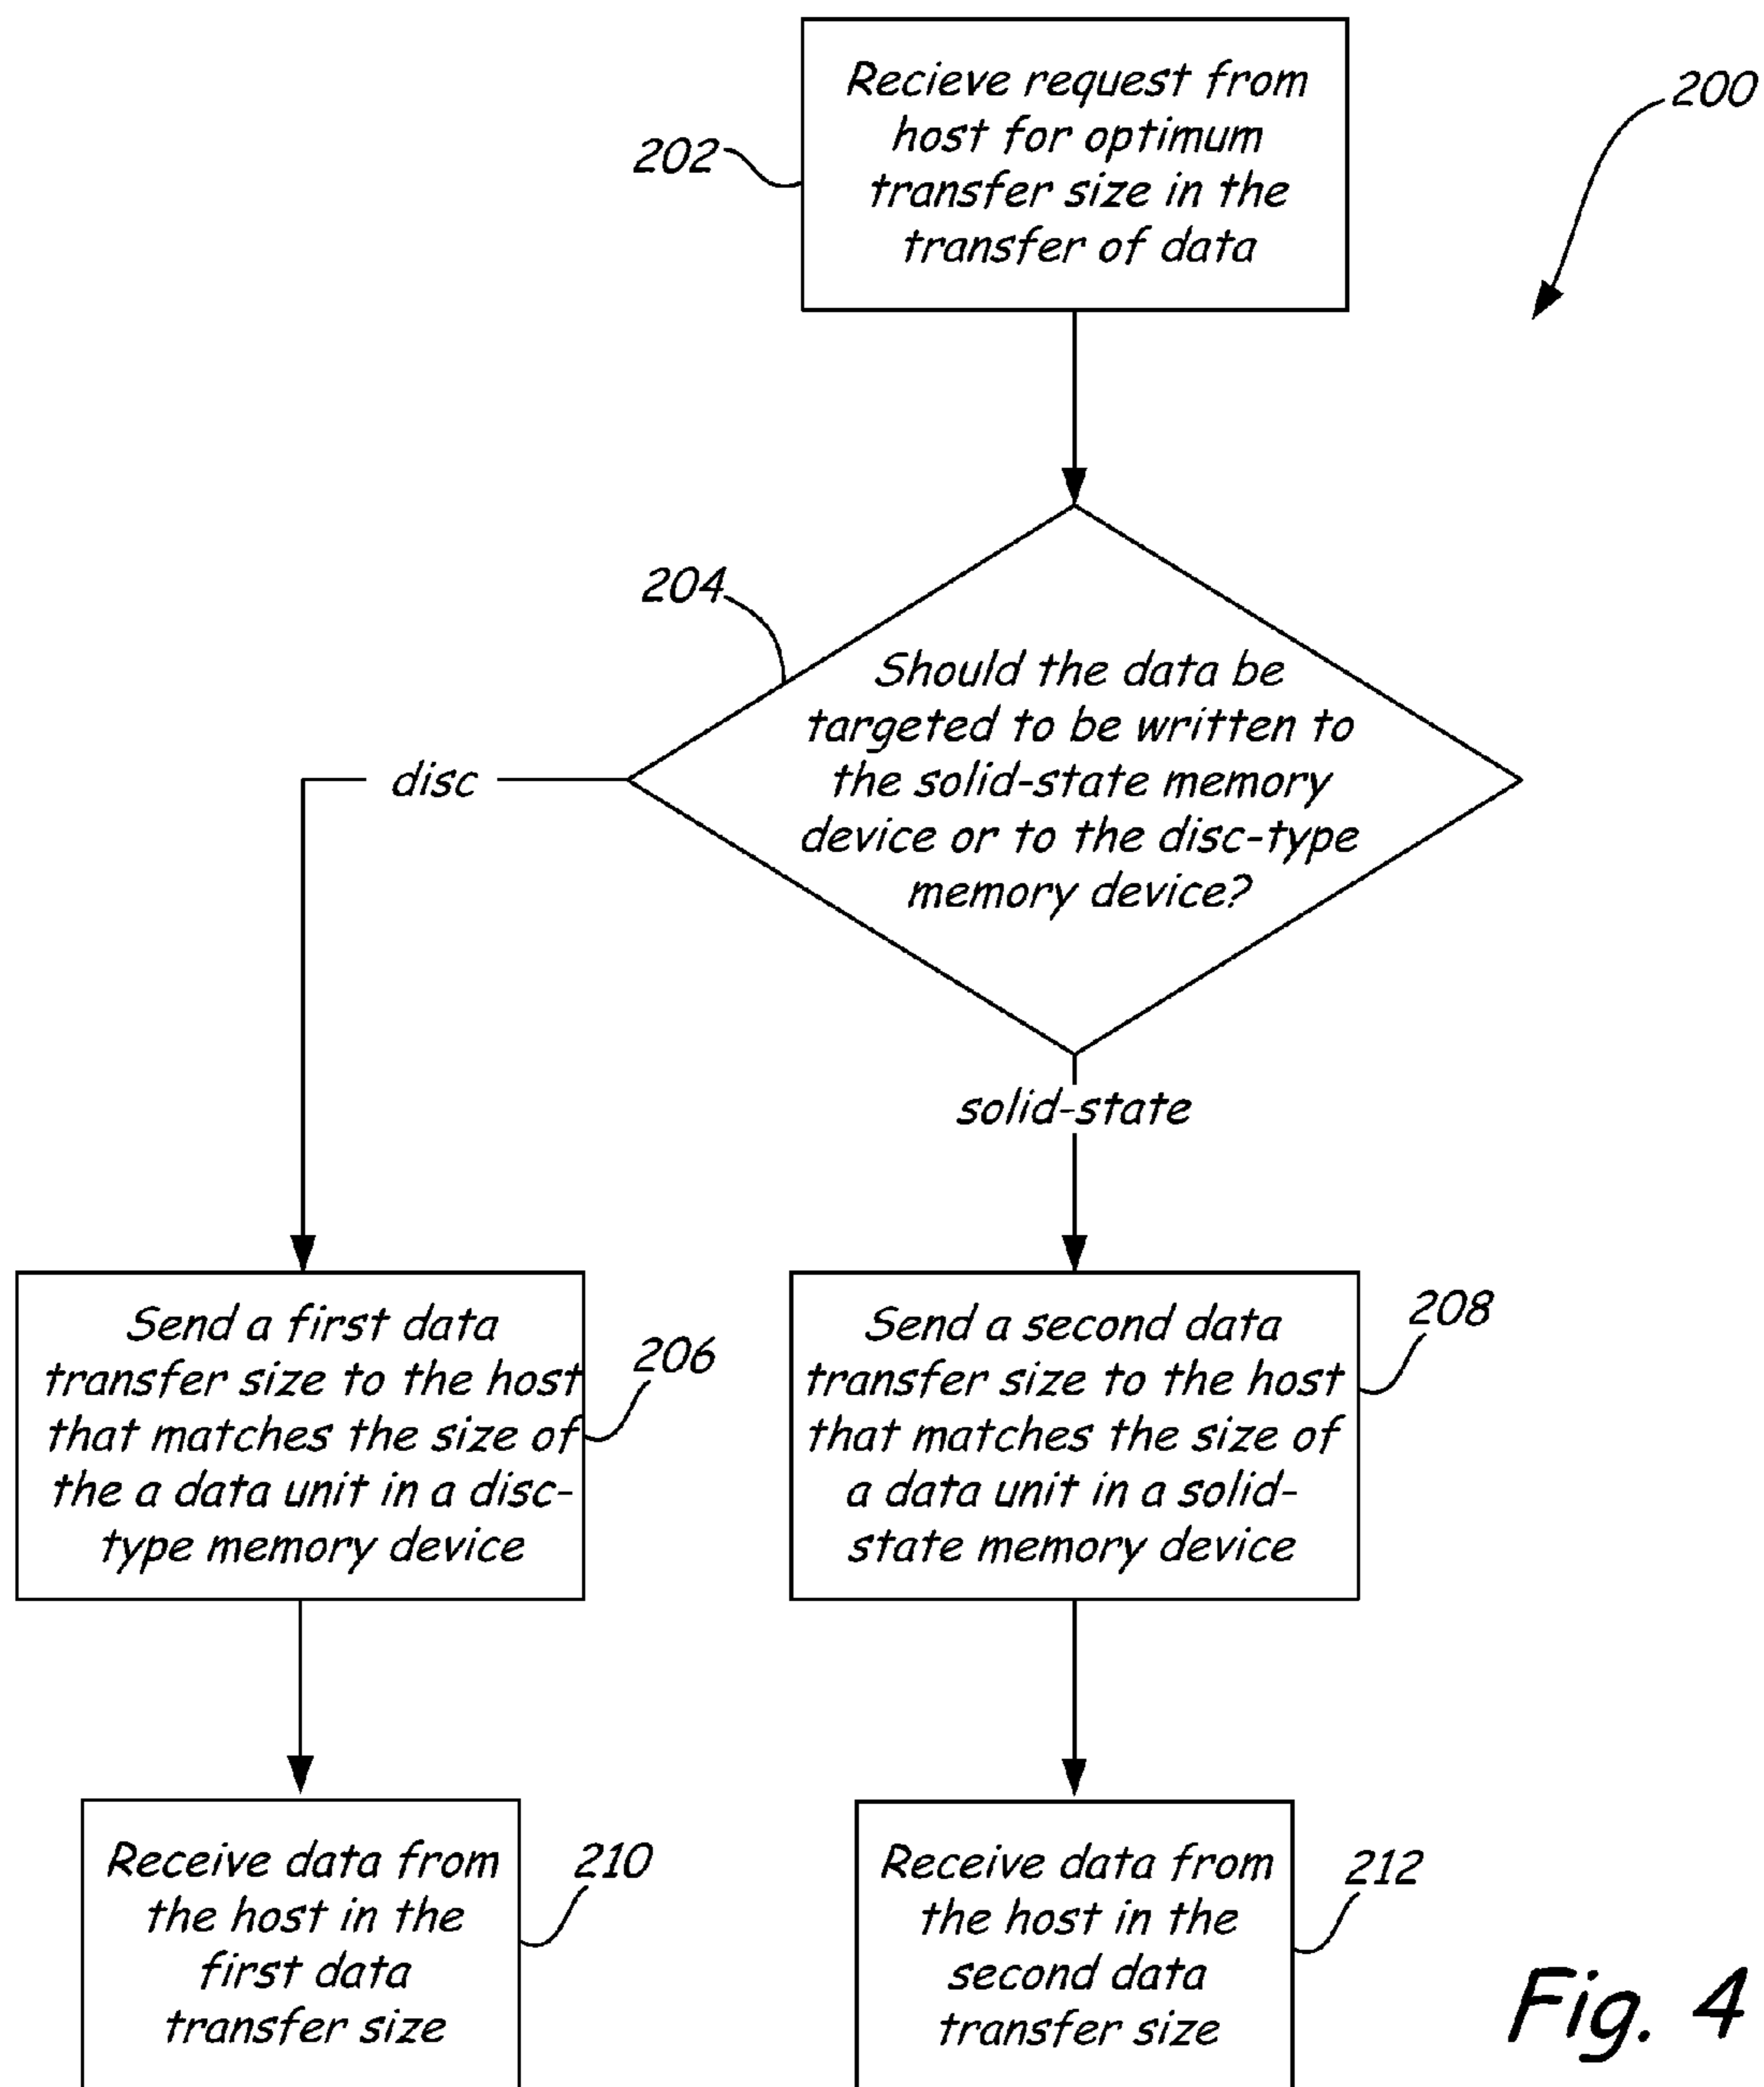 Recieve request from
host for optimum
transfer size in the
transfer of data
202
200
204
Should the data be
targeted to be written to
the solid-state memory
device or to the disc-type
memory device?
disc
solid-state
Send a first data
transfer size to the host
that matches the size of
the a data unit in a disc-
type memory device
206
Send a second data
transfer size to the host
that matches the size of
a data unit in a solid-
state memory device
208
Receive data from
the host in the
first data
transfer size
210
Receive data from
the host in the
second data
transfer size
212
Fig. 4